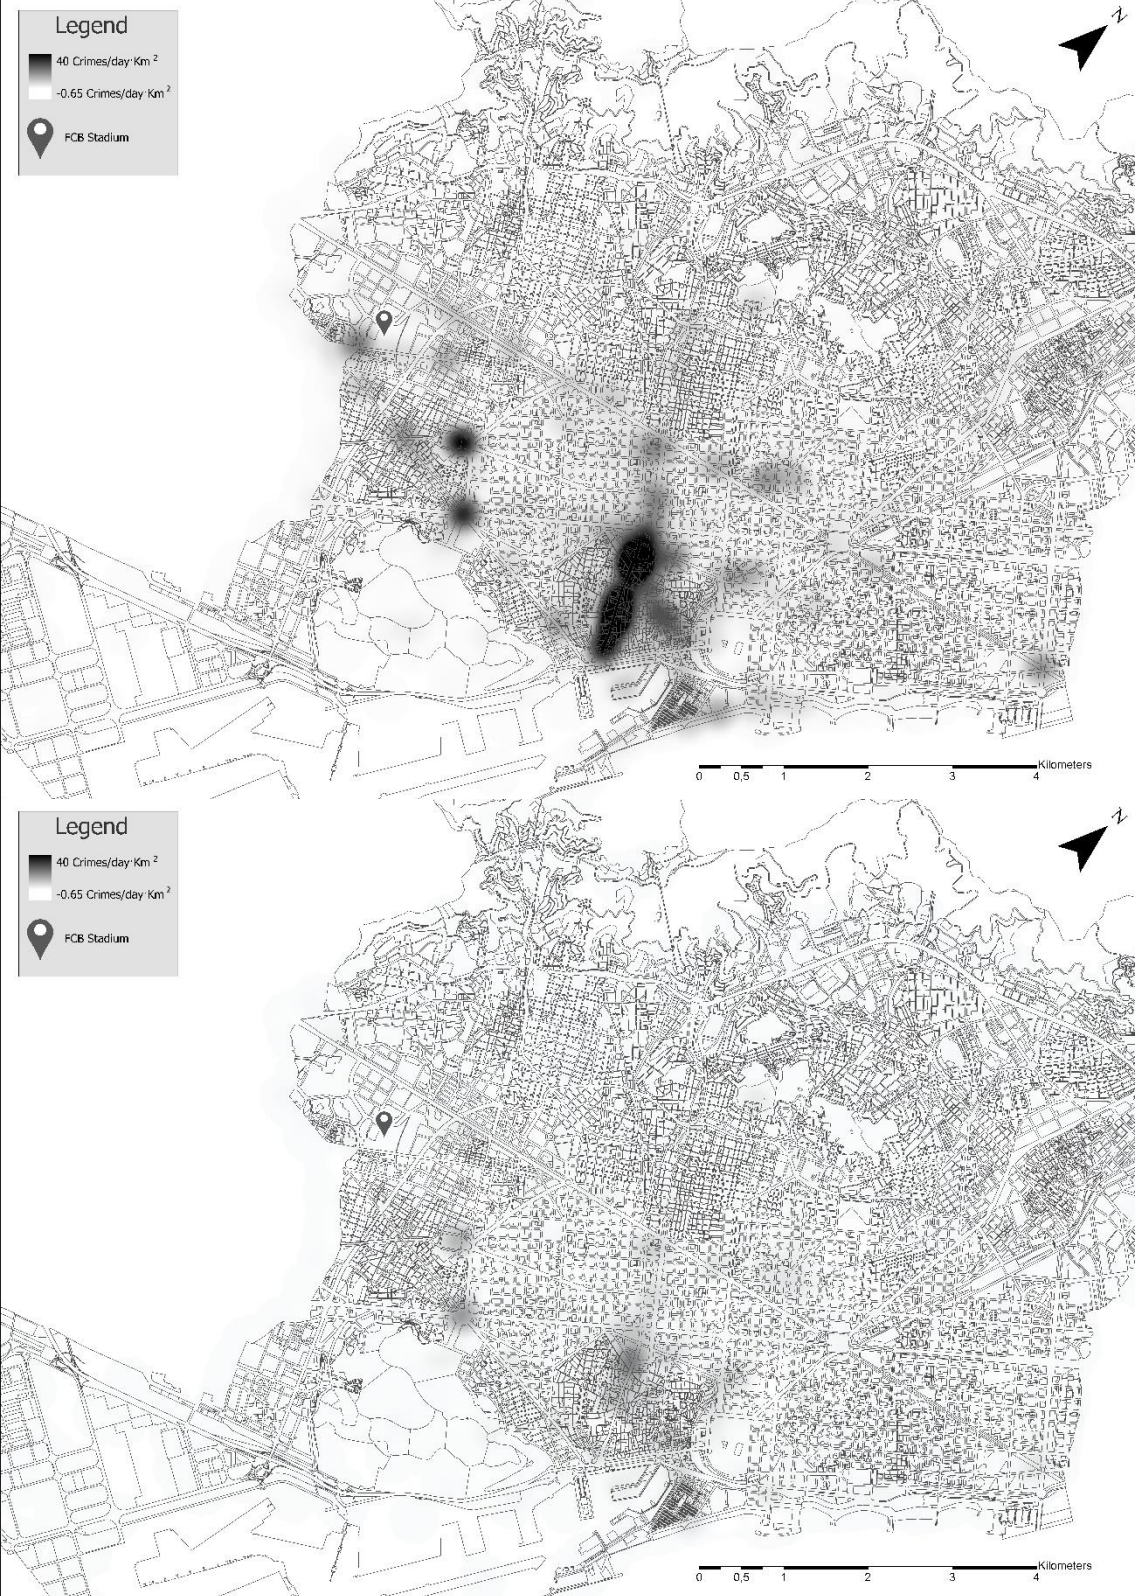 Legend
40 Crimes/day·Km 2
-0.65 Crimes/day·Km 2
FCB Stadium
N
Kilometers
0 0,5 1 2 3 4
Legend
40 Crimes/day·Km 2
-0.65 Crimes/day·Km 2
FCB Stadium
N
Kilometers
0 0,5 1 2 3 4